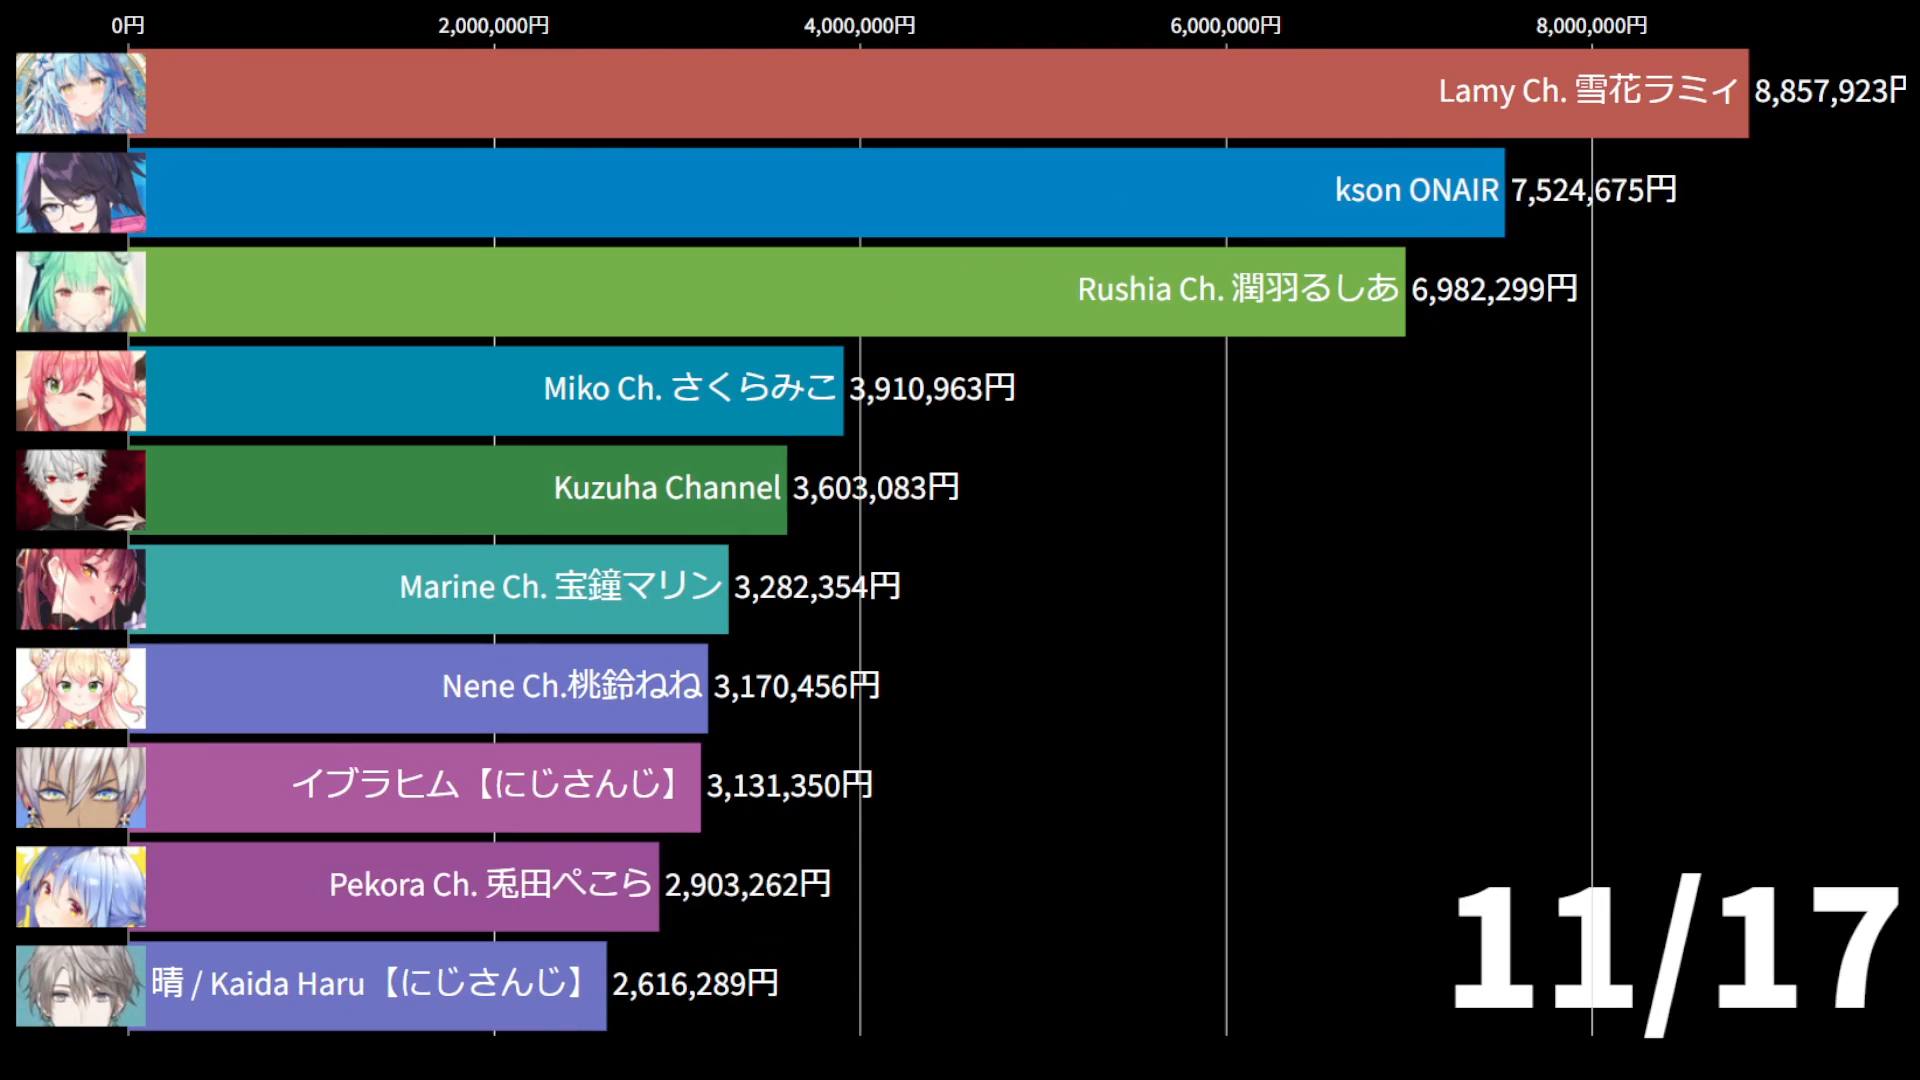 0円 2,000,000円 4,000,000円 6,000,000円 8,000,000円
Lamy Ch. 雪花ラミィ 8,857,923円
kson ONAIR 7,524,675円
Rushia Ch. 潤羽るしあ 6,982,299円
Miko Ch. さくらみこ 3,910,963円
Kuzuha Channel 3,603,083円
Marine Ch. 宝鐘マリン 3,282,354円
Nene Ch.桃鈴ねね 3,170,456円
イブラヒム【にじさんじ】 3,131,350円
Pekora Ch. 兎田ぺこら 2,903,262円
晴 / Kaida Haru【にじさんじ】 2,616,289円
11/17